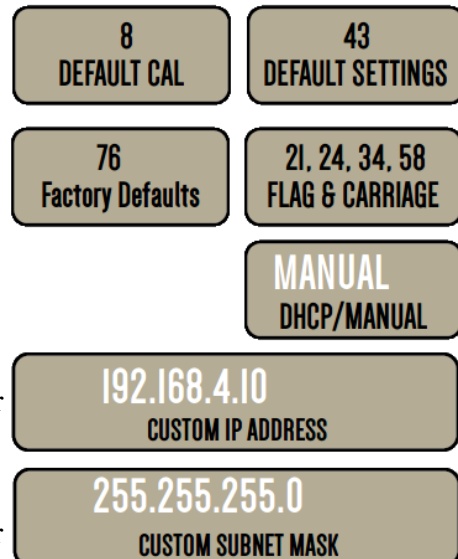 8
DEFAULT CAL
43
DEFAULT SETTINGS
76
Factory Defaults
21, 24, 34, 58
FLAG & CARRIAGE
MANUAL
DHCP/MANUAL
192.168.4.10
CUSTOM IP ADDRESS
255.255.255.0
CUSTOM SUBNET MASK